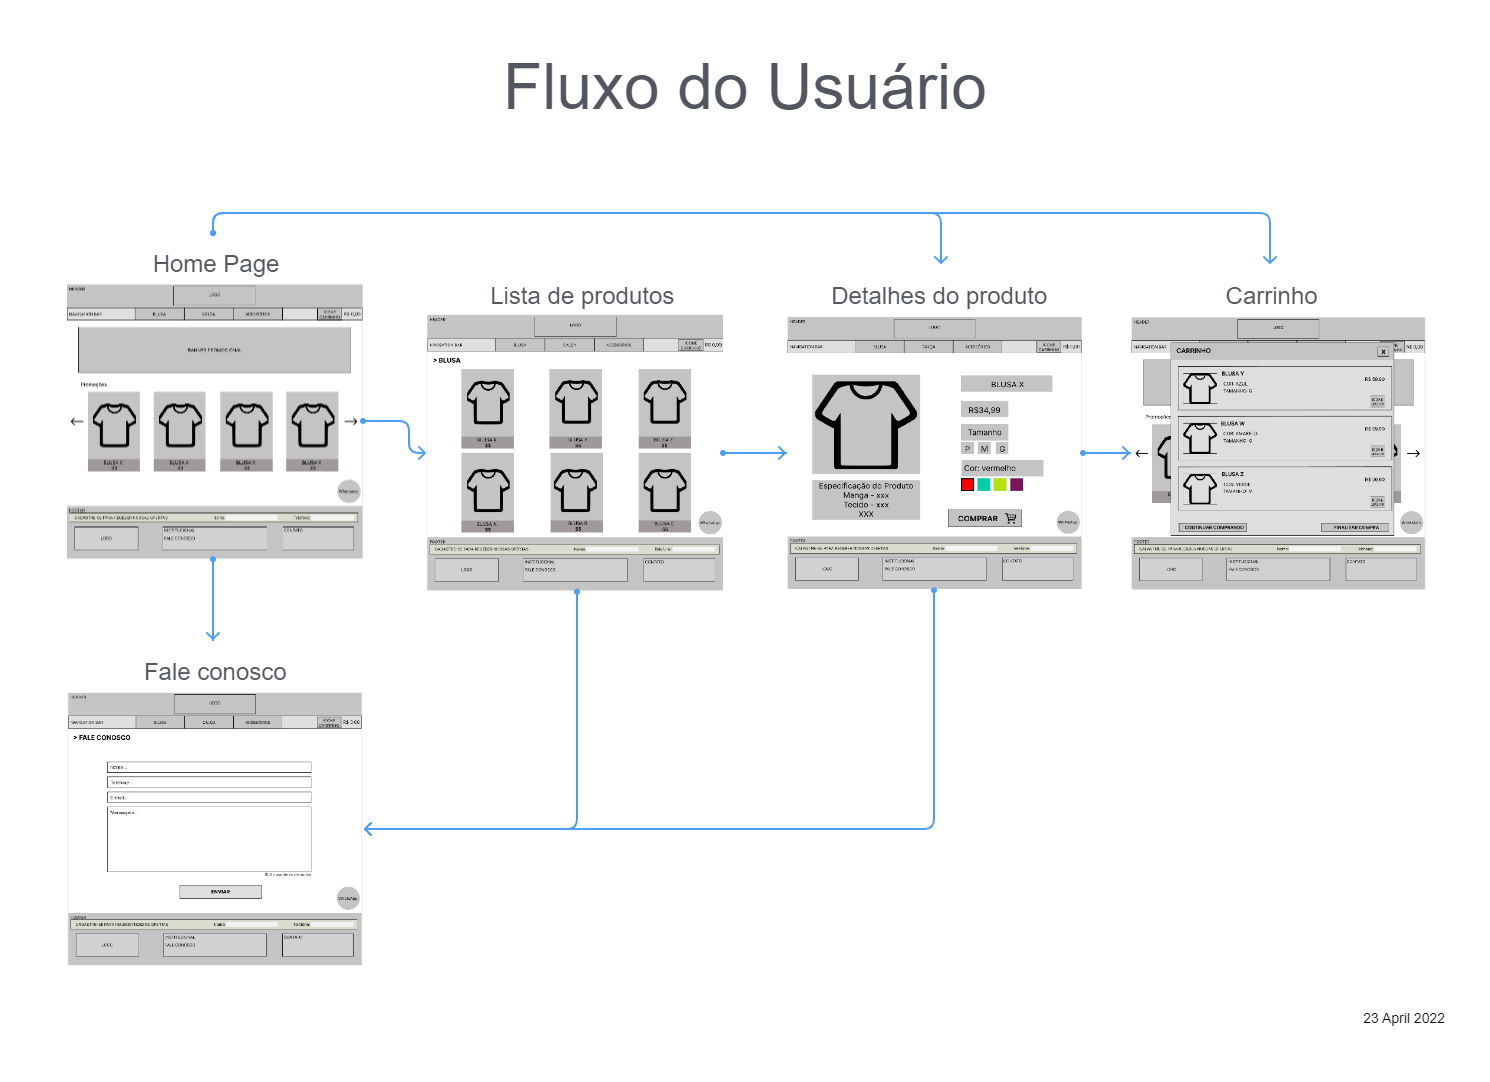 Fluxo do Usuário
Home Page
HEADER
LOGO
NAVIGATION BAR
BLUSA
CALÇA
ACESSÓRIOS
ICONE
CARRINHO
R$ 0,00
BANNER PROMOCIONAL
Promoções
BLUSA X
$$
BLUSA X
$$
BLUSA X
$$
BLUSA X
$$
WhatsApp
FOOTER
CADASTRE-SE PARA RECEBER NOSSAS OFERTAS
Nome
Telefone
LOGO
INSTITUCIONAL
FALE CONOSCO
CONTATO
Lista de produtos
HEADER
LOGO
NAVIGATION BAR
BLUSA
CALÇA
ACESSÓRIOS
ICONE
CARRINHO
R$ 0,00
> BLUSA
BLUSA X
$$
BLUSA Y
$$
BLUSA Z
$$
BLUSA A
$$
BLUSA B
$$
BLUSA C
$$
WhatsApp
FOOTER
CADASTRE-SE PARA RECEBER NOSSAS OFERTAS
Nome
Telefone
LOGO
INSTITUCIONAL
FALE CONOSCO
CONTATO
Detalhes do produto
HEADER
LOGO
NAVIGATION BAR
BLUSA
CALÇA
ACESSÓRIOS
ICONE
CARRINHO
R$ 0,00
BLUSA X
R$34,99
Tamanho
P M G
Cor: vermelho
Especificação do Produto
Manga - xxx
Tecido - xxx
XXX
COMPRAR
WhatsApp
FOOTER
CADASTRE-SE PARA RECEBER NOSSAS OFERTAS
Nome
Telefone
LOGO
INSTITUCIONAL
FALE CONOSCO
CONTATO
Carrinho
HEADER
LOGO
NAVIGATION BAR
R$ 0,00
CARRINHO
X
BLUSA Y
COR: AZUL
TAMANHO: G
R$ 59,90
ICONE
LIXEIRA
BLUSA W
COR: AMARELO
TAMANHO: G
R$ 59,90
ICONE
LIXEIRA
BLUSA Z
COR: VERDE
TAMANHO: M
R$ 59,90
ICONE
LIXEIRA
Promoções
CONTINUAR COMPRANDO
FINALIZAR COMPRA
WhatsApp
FOOTER
CADASTRE-SE PARA RECEBER NOSSAS OFERTAS
Nome
Telefone
LOGO
INSTITUCIONAL
FALE CONOSCO
CONTATO
Fale conosco
HEADER
LOGO
NAVIGATION BAR
BLUSA
CALÇA
ACESSÓRIOS
ICONE
CARRINHO
R$ 0,00
> FALE CONOSCO
Nome...
Telefone...
E-mail...
Mensagem...
ENVIAR
WhatsApp
FOOTER
CADASTRE-SE PARA RECEBER NOSSAS OFERTAS
Nome
Telefone
LOGO
INSTITUCIONAL
FALE CONOSCO
CONTATO
23 April 2022